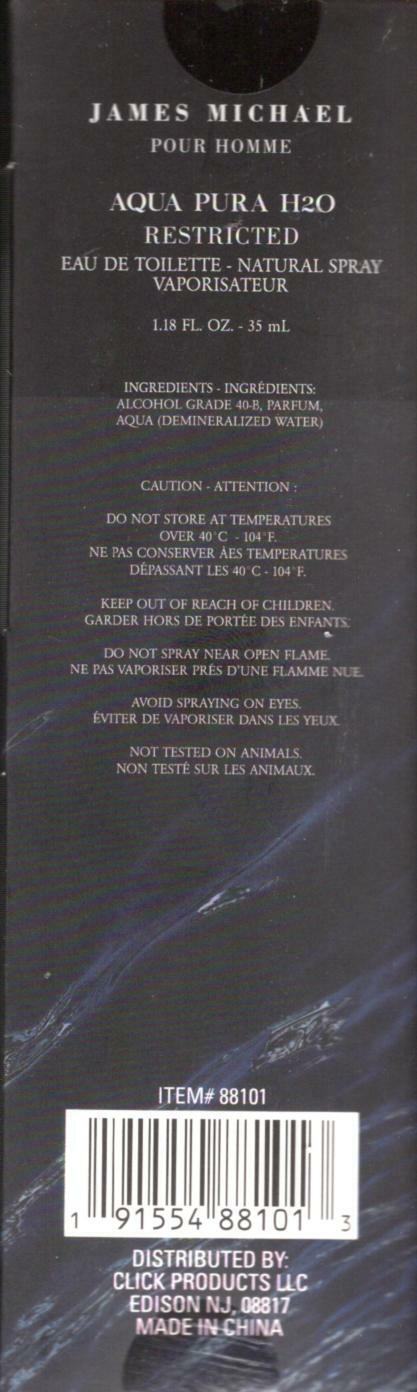 JAMES MICHAEL
POUR HOMME
AQUA PURA H2O
RESTRICTED
EAU DE TOILETTE - NATURAL SPRAY
VAPORISATEUR
1.18 FL. OZ. - 35 mL
INGREDIENTS - INGRÉDIENTS:
ALCOHOL GRADE 40-B, PARFUM,
AQUA (DEMINERALIZED WATER)
CAUTION - ATTENTION :
DO NOT STORE AT TEMPERATURES
OVER 40°C - 104°F.
NE PAS CONSERVER ÀES TEMPERATURES
DÉPASSANT LES 40°C - 104°F.
KEEP OUT OF REACH OF CHILDREN.
GARDER HORS DE PORTÉE DES ENFANTS.
DO NOT SPRAY NEAR OPEN FLAME.
NE PAS VAPORISER PRÉS D'UNE FLAMME NUE.
AVOID SPRAYING ON EYES.
ÉVITER DE VAPORISER DANS LES YEUX.
NOT TESTED ON ANIMALS.
NON TESTÉ SUR LES ANIMAUX.
ITEM# 88101
1 91554 88101 3
DISTRIBUTED BY:
CLICK PRODUCTS LLC
EDISON NJ, 08817
MADE IN CHINA